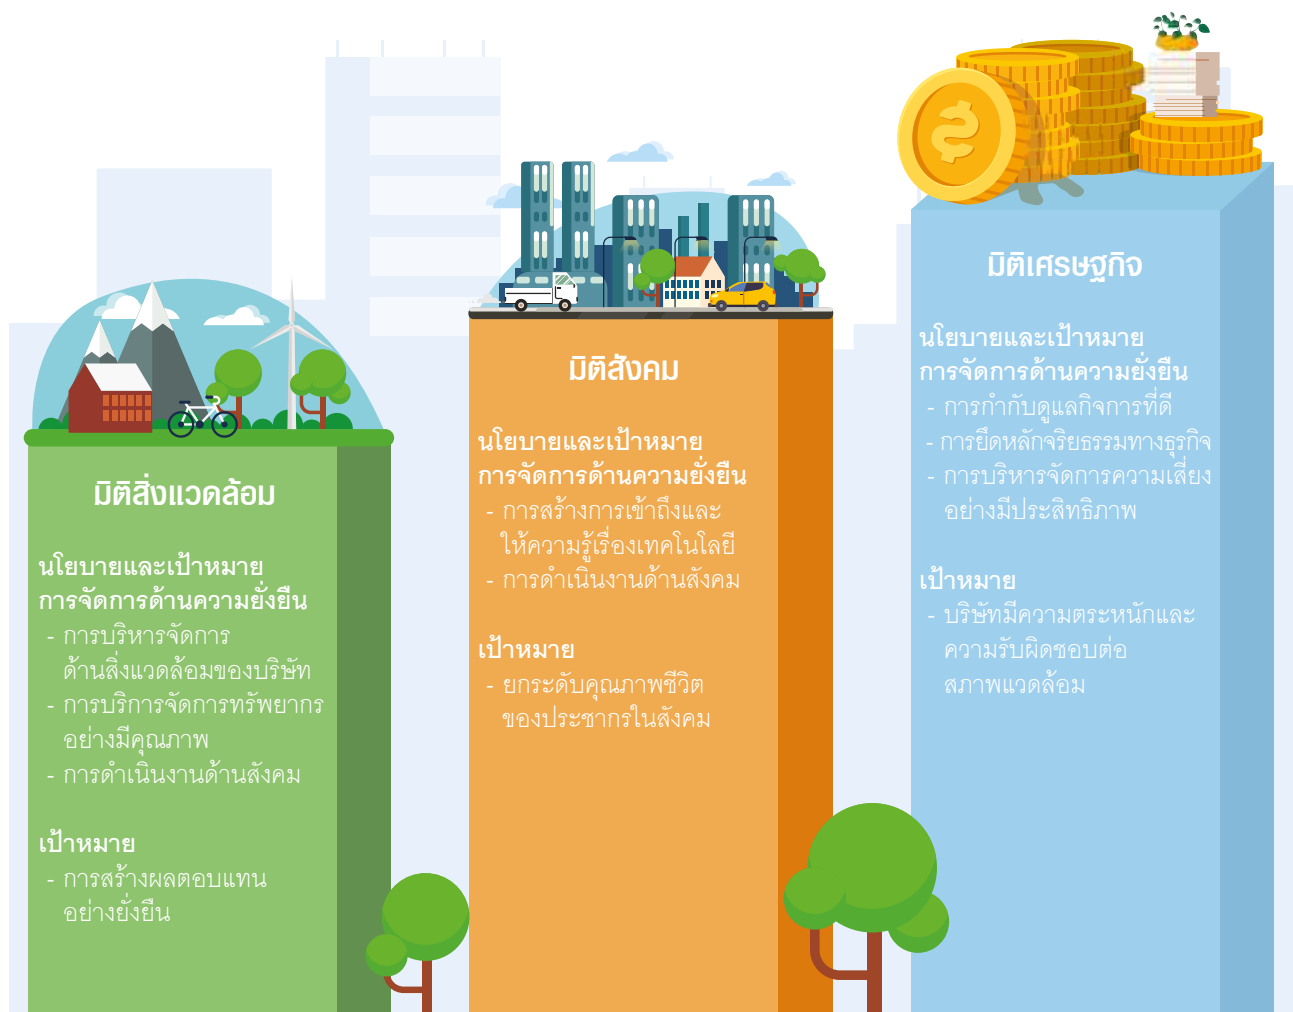 มิติสิ่งแวดล้อม
นโยบายและเป้าหมาย
การจัดการด้านความยั่งยืน
- การบริหารจัดการ
ด้านสิ่งแวดล้อมของบริษัท
- การบริการจัดการทรัพยากร
อย่างมีคุณภาพ
- การดำเนินงานด้านสังคม
เป้าหมาย
- การสร้างผลตอบแทน
อย่างยั่งยืน
มิติสังคม
นโยบายและเป้าหมาย
การจัดการด้านความยั่งยืน
- การสร้างการเข้าถึงและ
ให้ความรู้เรื่องเทคโนโลยี
- การดำเนินงานด้านสังคม
เป้าหมาย
- ยกระดับคุณภาพชีวิต
ของประชากรในสังคม
มิติเศรษฐกิจ
นโยบายและเป้าหมาย
การจัดการด้านความยั่งยืน
- การกำกับดูแลกิจการที่ดี
- การยึดหลักจริยธรรมทางธุรกิจ
- การบริหารจัดการความเสี่ยง
อย่างมีประสิทธิภาพ
เป้าหมาย
- บริษัทมีความตระหนักและ
ความรับผิดชอบต่อ
สภาพแวดล้อม